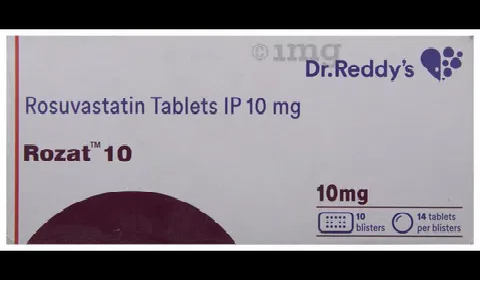 ©1mg
Dr.Reddy's
Rosuvastatin Tablets IP 10 mg
Rozat™ 10
10mg
10 blisters
14 tablets per blisters